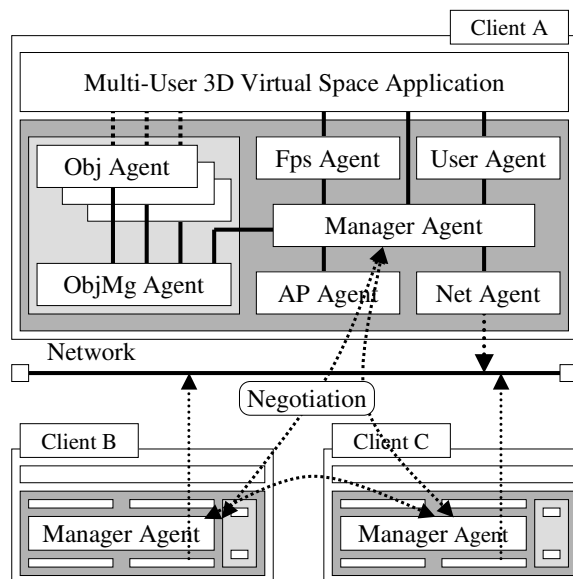 Client A
Multi-User 3D Virtual Space Application
Obj Agent
Fps Agent
User Agent
Manager Agent
ObjMg Agent
AP Agent
Net Agent
Network
Negotiation
Client B
Client C
Manager Agent
Manager Agent